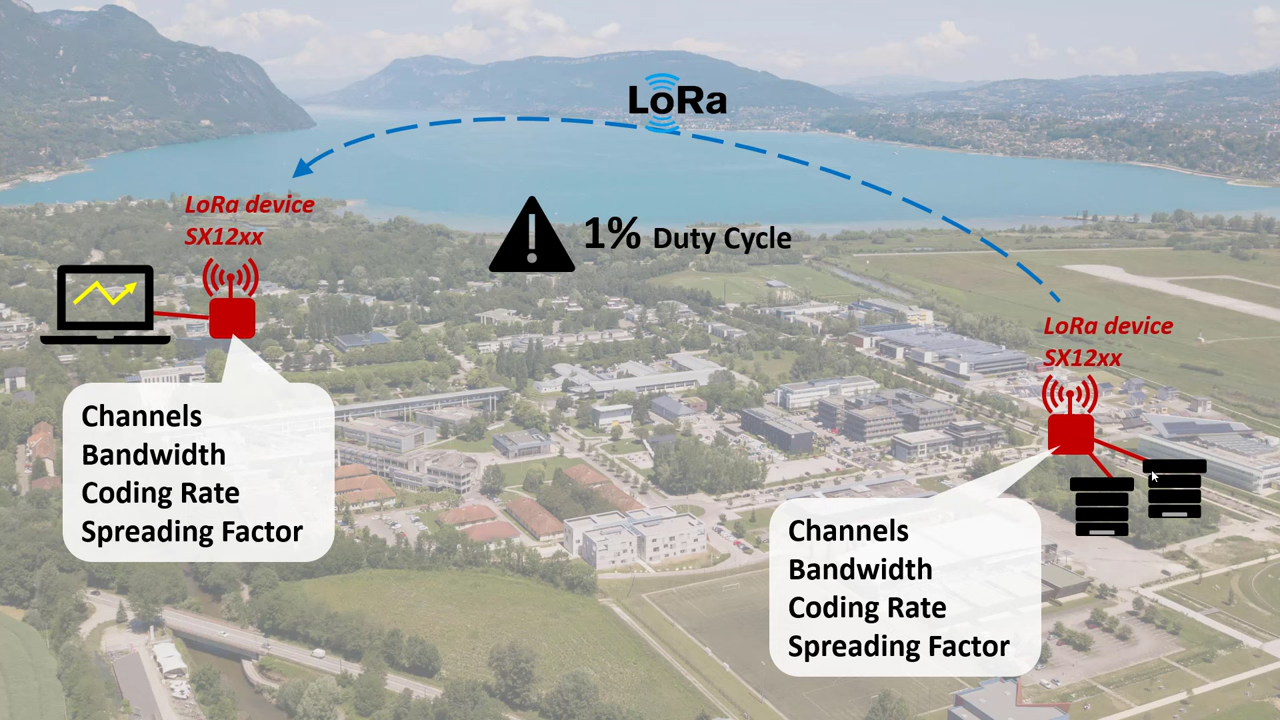 LoRa
LoRa device
SX12xx
1% Duty Cycle
LoRa device
SX12xx
Channels
Bandwidth
Coding Rate
Spreading Factor
Channels
Bandwidth
Coding Rate
Spreading Factor